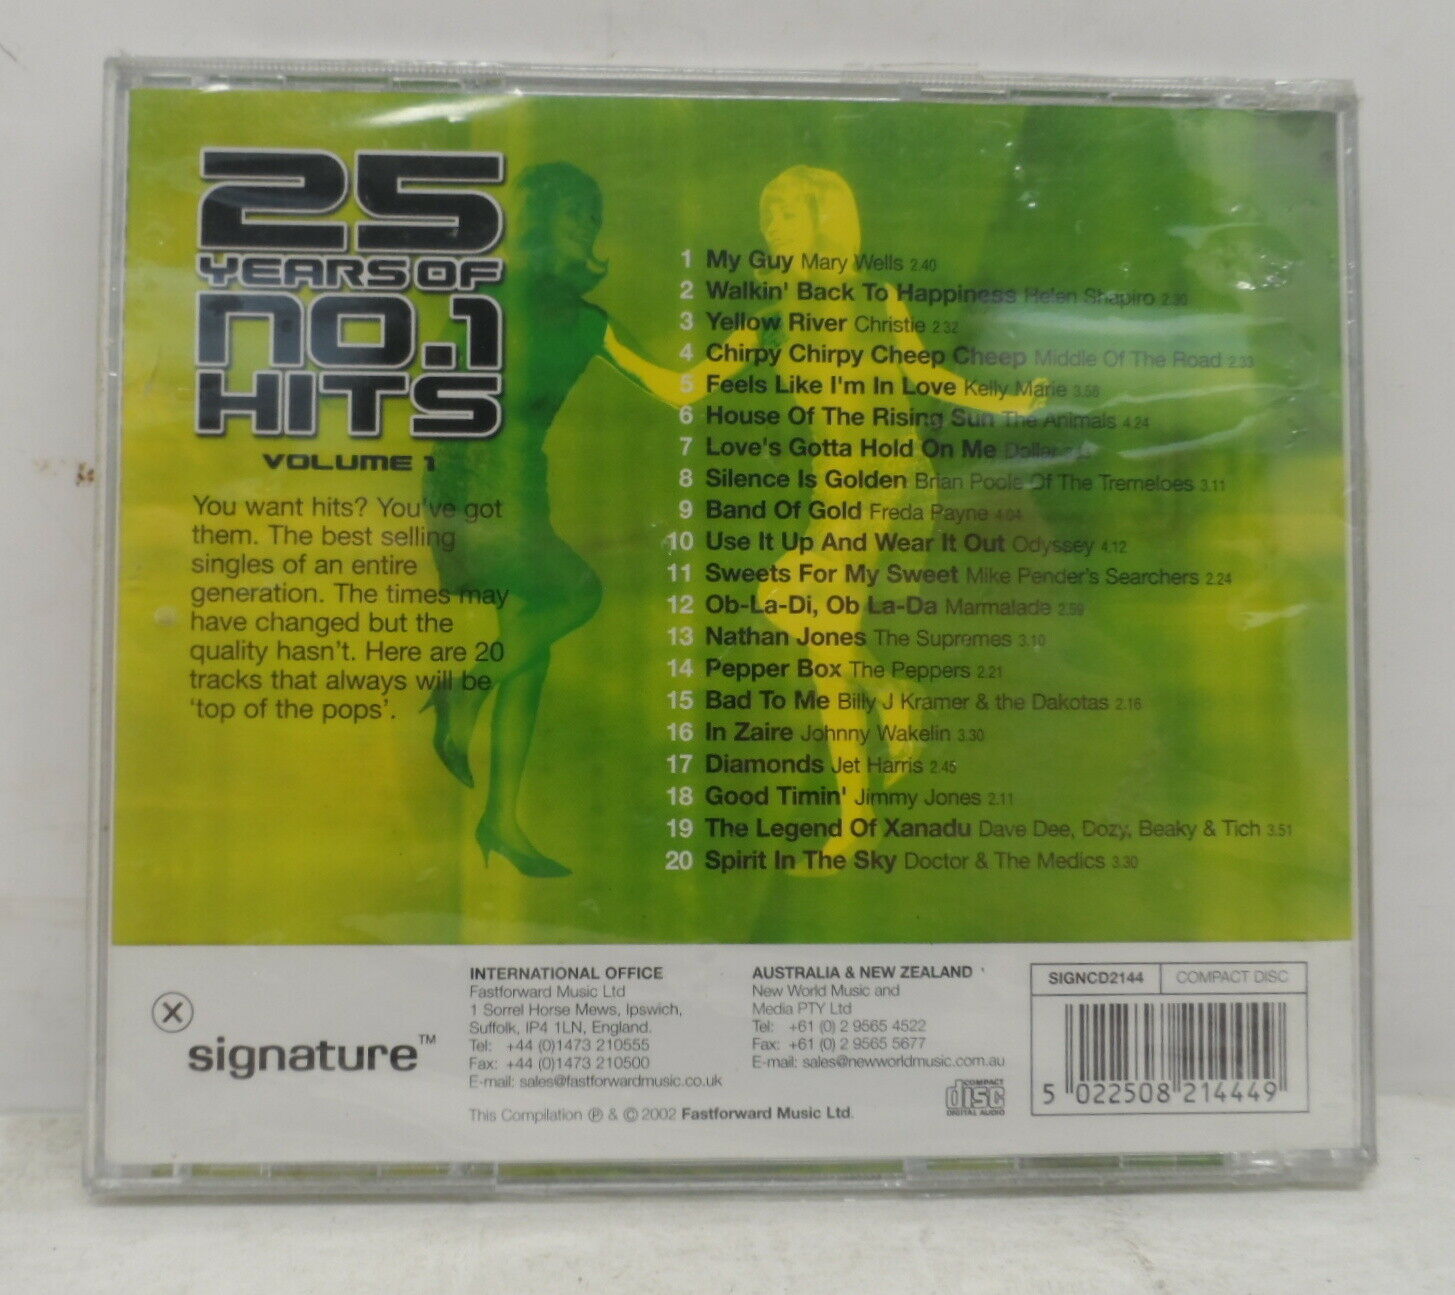 25
YEARS OF
NO.1
HITS
VOLUME 1
You want hits? You've got
them. The best selling
singles of an entire
generation. The times may
have changed but the
quality hasn't. Here are 20
tracks that always will be
'top of the pops'.
1 My Guy Mary Wells 2.40
2 Walkin' Back To Happiness Helen Shapiro 2.30
3 Yellow River Christie 2.32
4 Chirpy Chirpy Cheep Cheep Middle Of The Road 2.33
5 Feels Like I'm In Love Kelly Marie 3.56
6 House Of The Rising Sun The Animals 4.24
7 Love's Gotta Hold On Me Dollar
8 Silence Is Golden Brian Poole Of The Tremeloes 3.11
9 Band Of Gold Freda Payne 4.04
10 Use It Up And Wear It Out Odyssey 4.12
11 Sweets For My Sweet Mike Pender's Searchers 2.24
12 Ob-La-Di, Ob La-Da Marmalade 2.59
13 Nathan Jones The Supremes 3.10
14 Pepper Box The Peppers 2.21
15 Bad To Me Billy J Kramer & the Dakotas 2.16
16 In Zaire Johnny Wakelin 3.30
17 Diamonds Jet Harris 2.45
18 Good Timin' Jimmy Jones 2.11
19 The Legend Of Xanadu Dave Dee, Dozy, Beaky & Tich 3.51
20 Spirit In The Sky Doctor & The Medics 3.30
signature™
INTERNATIONAL OFFICE
Fastforward Music Ltd
1 Sorrel Horse Mews, Ipswich,
Suffolk, IP4 1LN, England.
Tel: +44 (0)1473 210555
Fax: +44 (0)1473 210500
E-mail: sales@fastforwardmusic.co.uk
AUSTRALIA & NEW ZEALAND
New World Music and
Media PTY Ltd
Tel: +61 (0) 2 9565 4522
Fax: +61 (0) 2 9565 5677
E-mail: sales@newworldmusic.com.au
This Compilation ℗ & © 2002 Fastforward Music Ltd.
COMPACT
disc
DIGITAL AUDIO
SIGNCD2144 COMPACT DISC
5 022508 214449